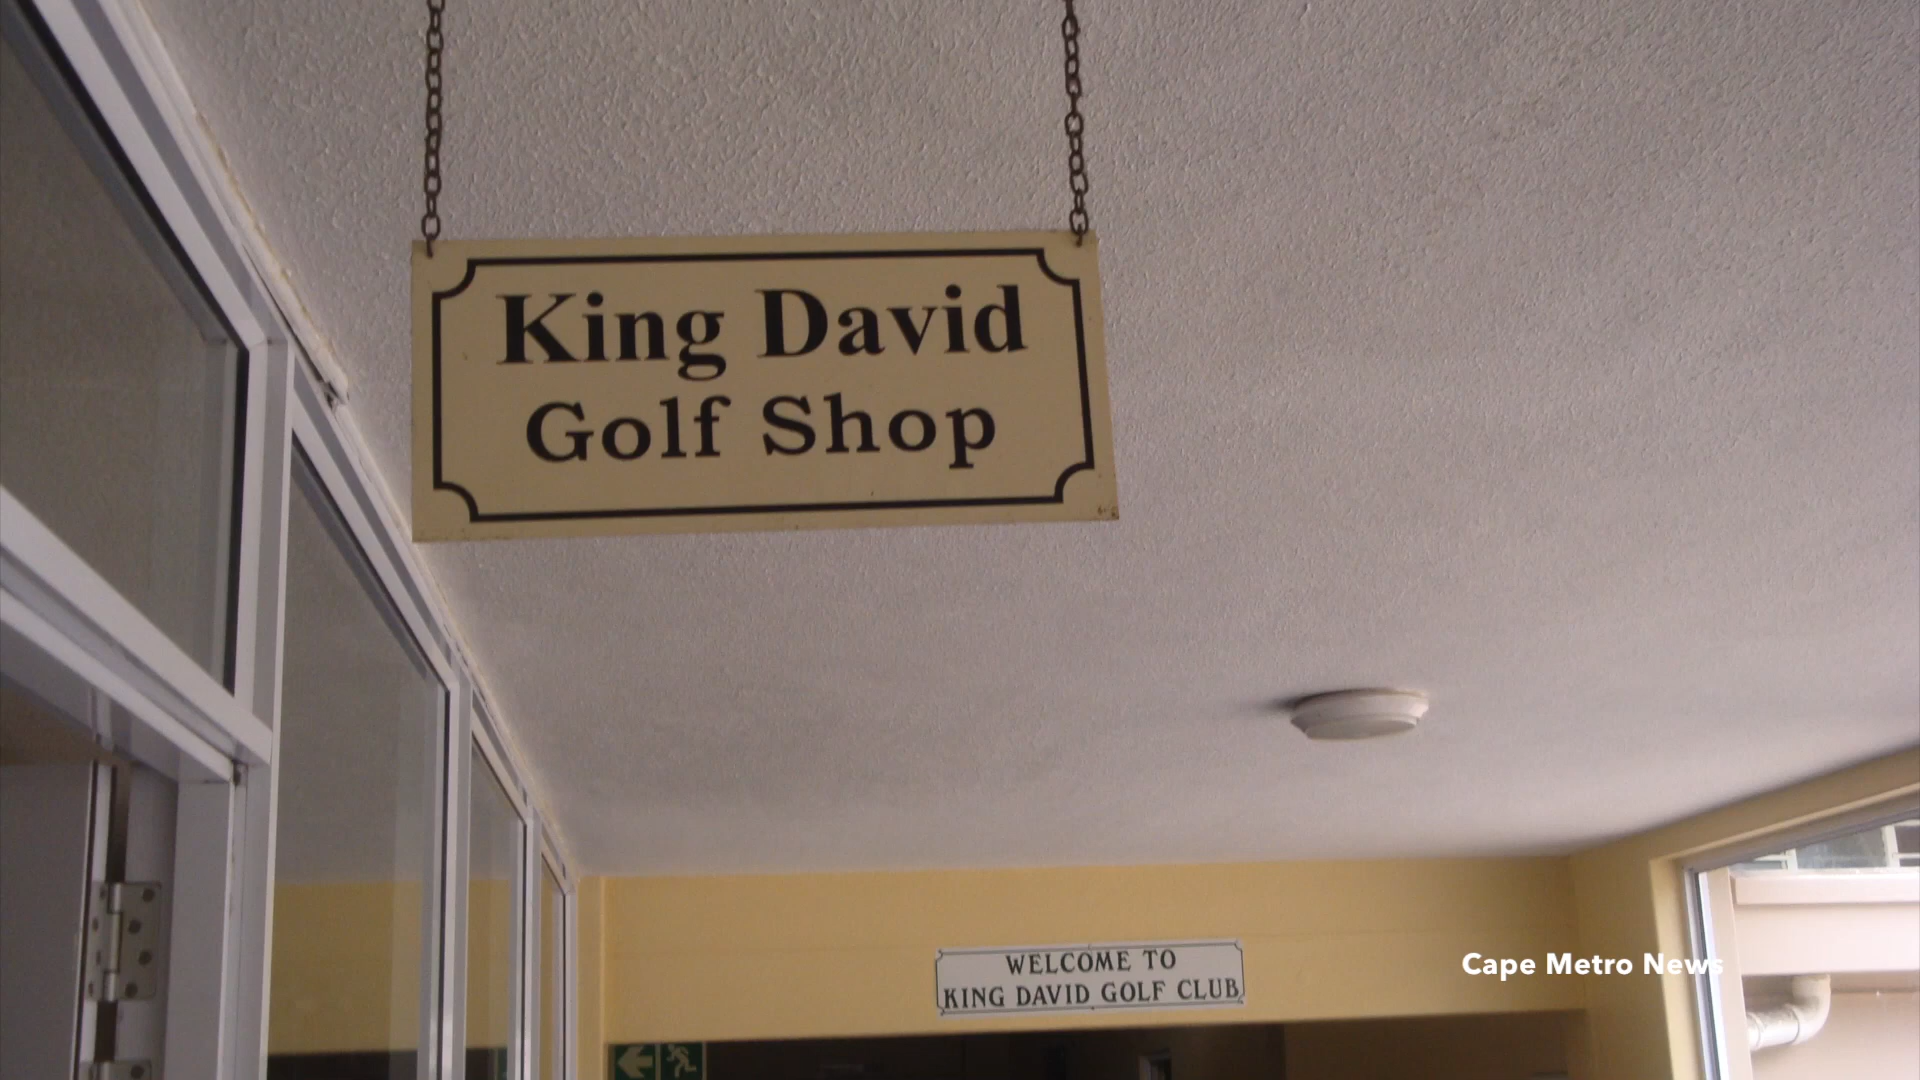 King David
Golf Shop
WELCOME TO
KING DAVID GOLF CLUB
Cape Metro News